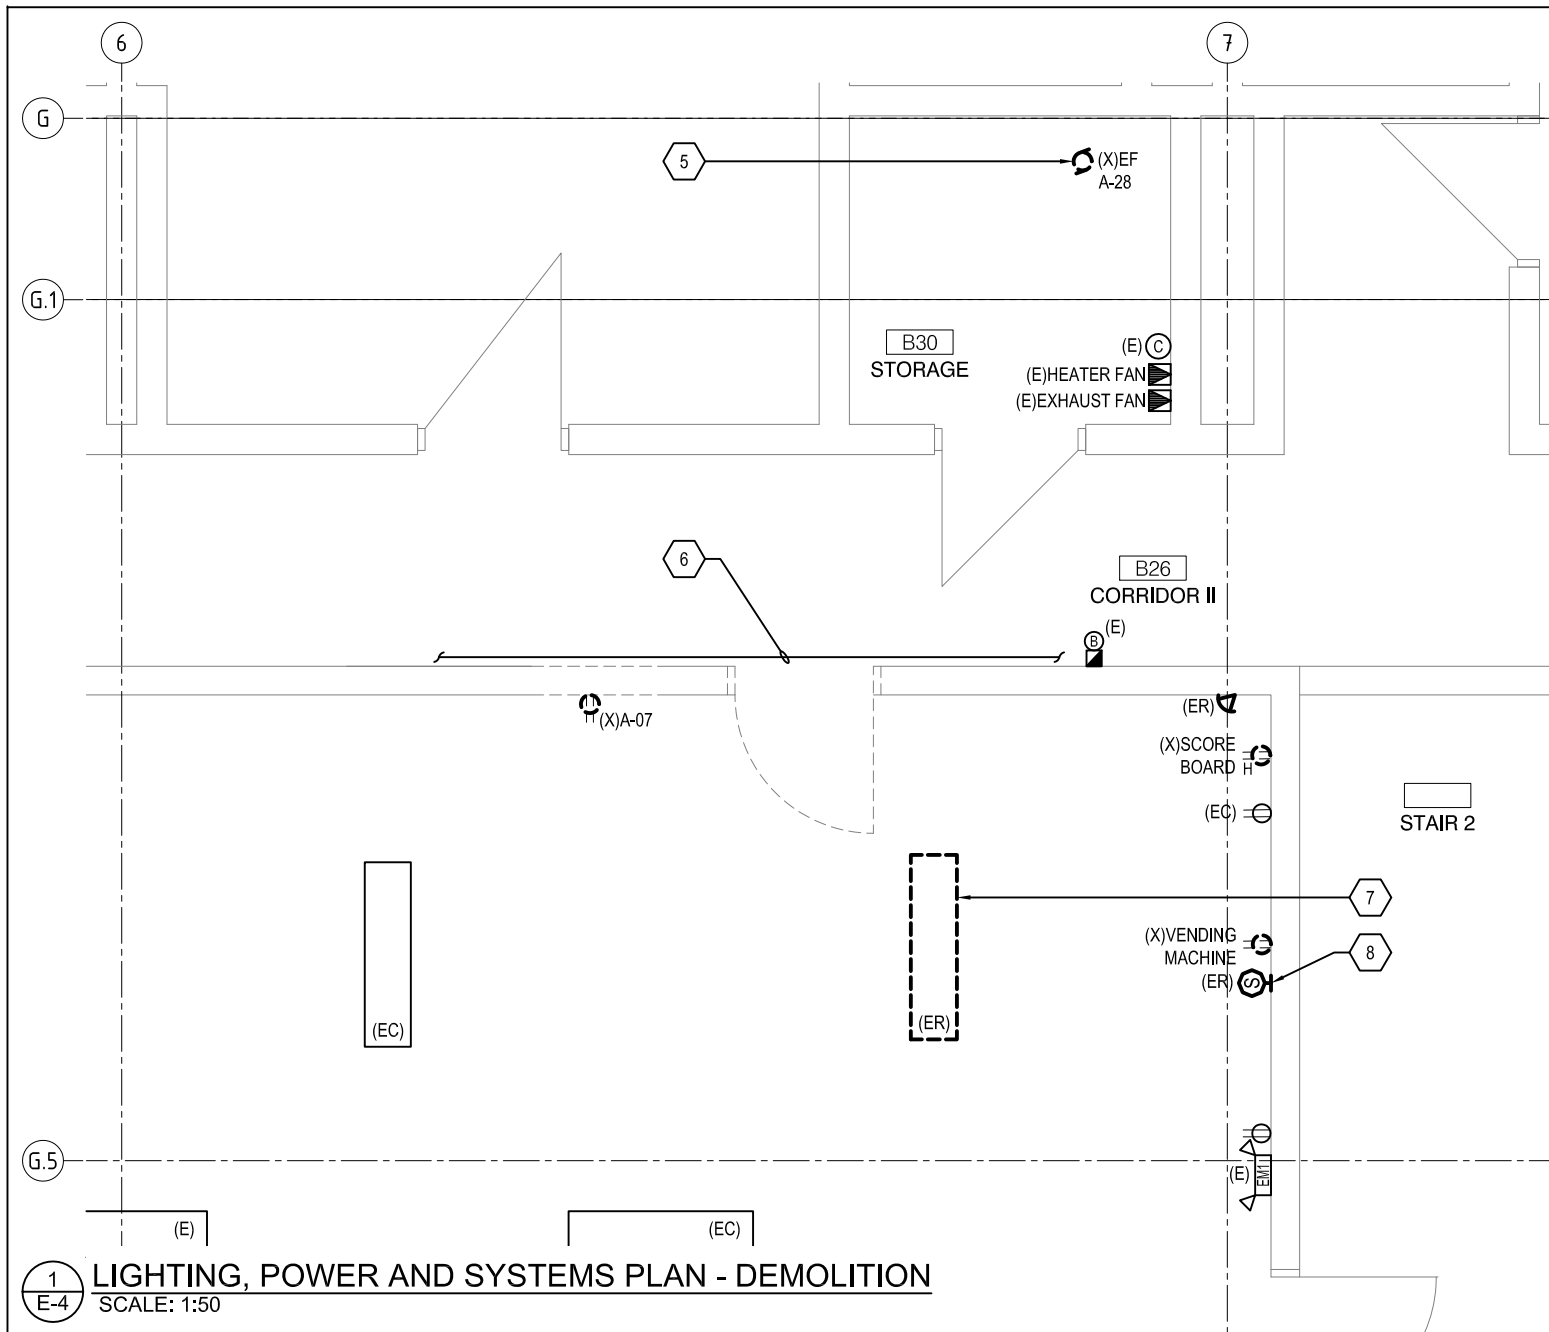 6
7
G
5
(X)EF
A-28
G.1
B30
STORAGE
(E) C
(E)HEATER FAN
(E)EXHAUST FAN
6
B26
CORRIDOR II
B (E)
(X)A-07
(ER)
(X)SCORE
BOARD H
(EC)
STAIR 2
7
(X)VENDING
MACHINE
8
(ER) S
(EC)
(ER)
G.5
(E) EM1
(E)
(EC)
1
E-4
LIGHTING, POWER AND SYSTEMS PLAN - DEMOLITION
SCALE: 1:50